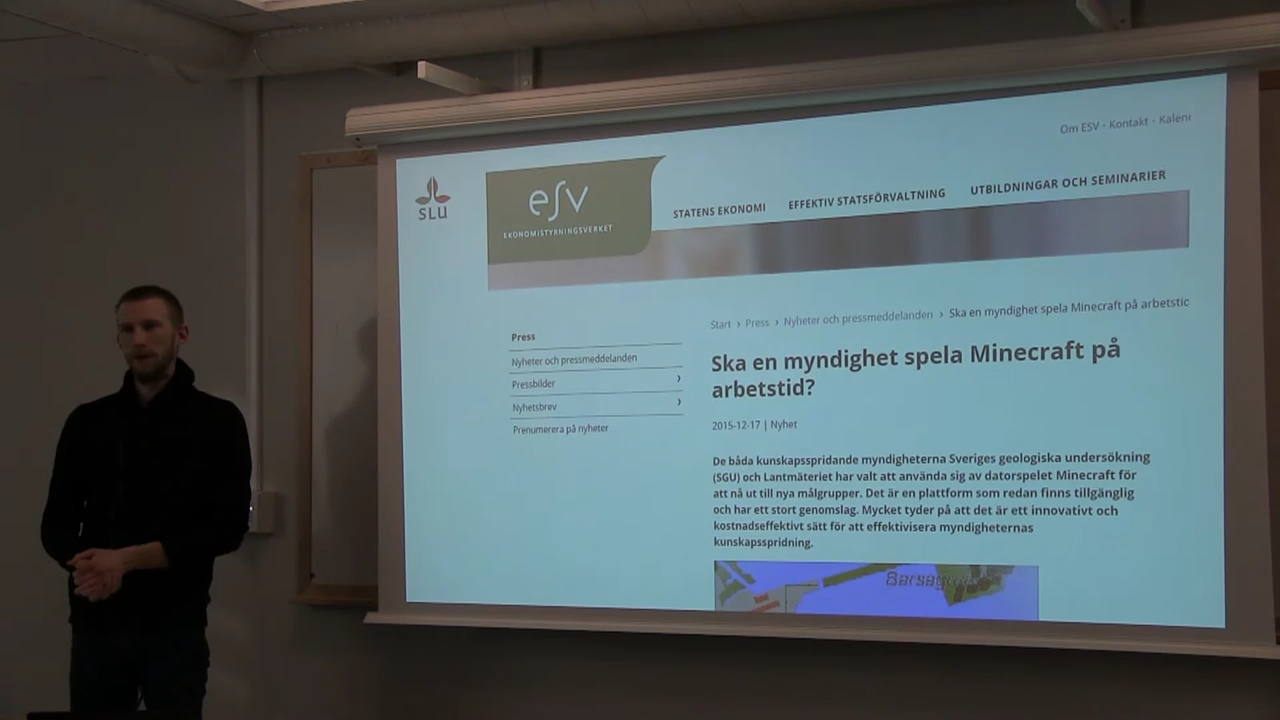 Om ESV · Kontakt ·
SLU
esv
EKONOMISTYRNINGSVERKET
STATENS EKONOMI EFFEKTIV STATSFÖRVALTNING UTBILDNINGAR OCH SEMINARIER
Start › Press › Nyheter och pressmeddelanden › Ska en myndighet spela Minecraft på arbetstic
Press
Nyheter och pressmeddelanden
Pressbilder ›
Nyhetsbrev ›
Prenumerera på nyheter
Ska en myndighet spela Minecraft på
arbetstid?
2015-12-17 | Nyhet
De båda kunskapsspridande myndigheterna Sveriges geologiska undersökning
(SGU) och Lantmäteriet har valt att använda sig av datorspelet Minecraft för
att nå ut till nya målgrupper. Det är en plattform som redan finns tillgänglig
och har ett stort genomslag. Mycket tyder på att det är ett innovativt och
kostnadseffektivt sätt för att effektivisera myndigheternas
kunskapsspridning.